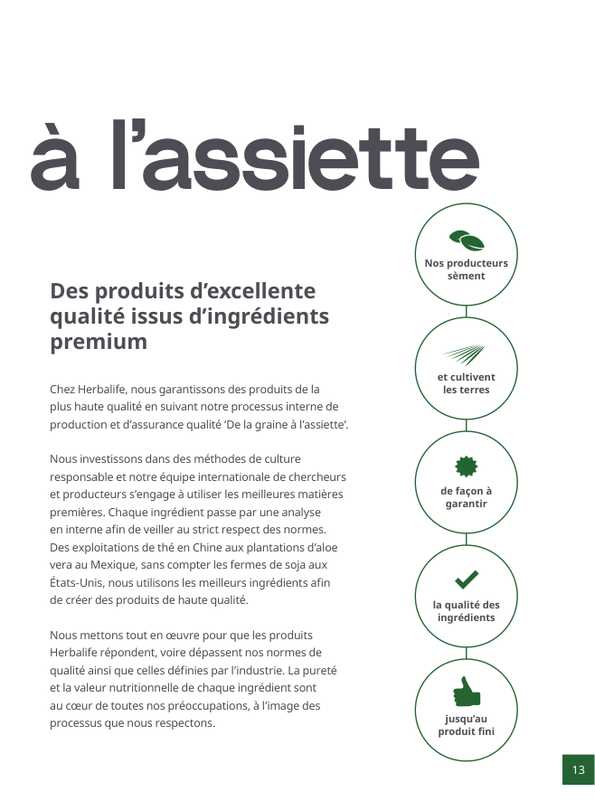 à l’assiette
Des produits d’excellente
qualité issus d’ingrédients
premium
Chez Herbalife, nous garantissons des produits de la
plus haute qualité en suivant notre processus interne de
production et d’assurance qualité ‘De la graine à l’assiette’.
Nous investissons dans des méthodes de culture
responsable et notre équipe internationale de chercheurs
et producteurs s’engage à utiliser les meilleures matières
premières. Chaque ingrédient passe par une analyse
en interne afin de veiller au strict respect des normes.
Des exploitations de thé en Chine aux plantations d’aloe
vera au Mexique, sans compter les fermes de soja aux
États-Unis, nous utilisons les meilleurs ingrédients afin
de créer des produits de haute qualité.
Nous mettons tout en œuvre pour que les produits
Herbalife répondent, voire dépassent nos normes de
qualité ainsi que celles définies par l’industrie. La pureté
et la valeur nutritionnelle de chaque ingrédient sont
au cœur de toutes nos préoccupations, à l’image des
processus que nous respectons.
Nos producteurs
sèment
et cultivent
les terres
de façon à
garantir
la qualité des
ingrédients
jusqu’au
produit fini
13